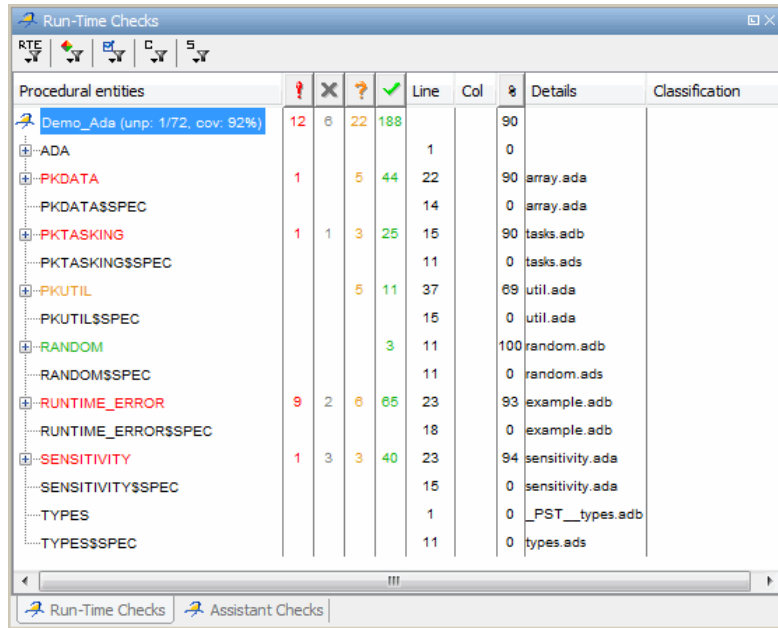 Run-Time Checks
RTE C S
Procedural entities ! X ? ✓ Line Col % Details Classification
Demo_Ada (unp: 1/72, cov: 92%) 12 6 22 188 90
ADA 1 0
PKDATA 1 5 44 22 90 array.ada
PKDATA$SPEC 14 0 array.ada
PKTASKING 1 1 3 25 15 90 tasks.adb
PKTASKING$SPEC 11 0 tasks.ads
PKUTIL 5 11 37 69 util.ada
PKUTIL$SPEC 15 0 util.ada
RANDOM 3 11 100 random.adb
RANDOM$SPEC 11 0 random.ads
RUNTIME_ERROR 9 2 6 65 23 93 example.adb
RUNTIME_ERROR$SPEC 18 0 example.adb
SENSITIVITY 1 3 3 40 23 94 sensitivity.ada
SENSITIVITY$SPEC 15 0 sensitivity.ada
TYPES 1 0 _PST__types.adb
TYPES$SPEC 11 0 types.ads
Run-Time Checks Assistant Checks